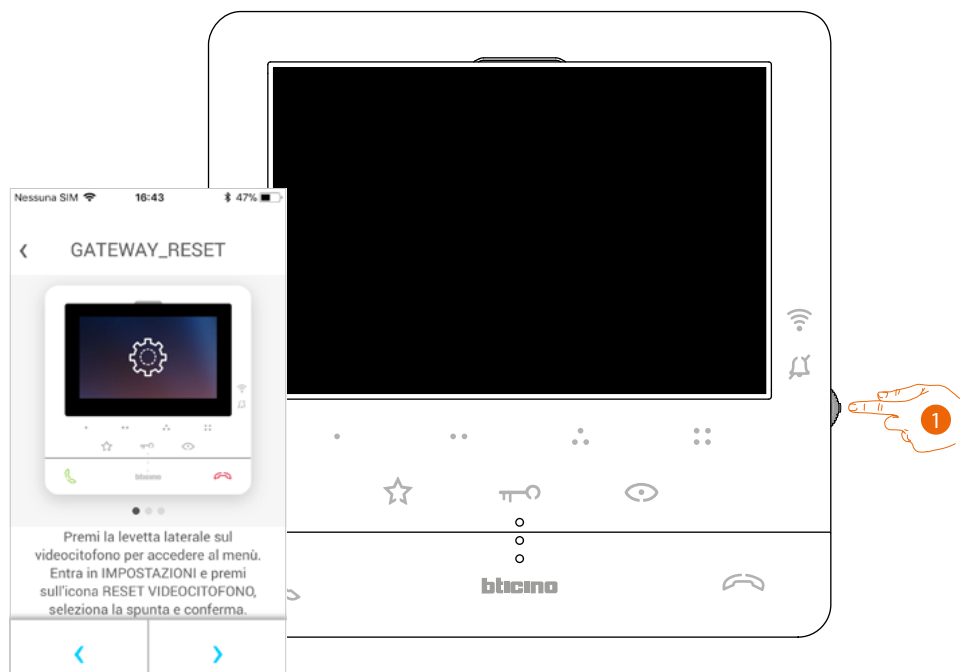 Nessuna SIM 16:43 47%
GATEWAY_RESET
bticino
Premi la levetta laterale sul
videocitofono per accedere al menù.
Entra in IMPOSTAZIONI e premi
sull'icona RESET VIDEOCITOFONO,
seleziona la spunta e conferma.
bticino
1